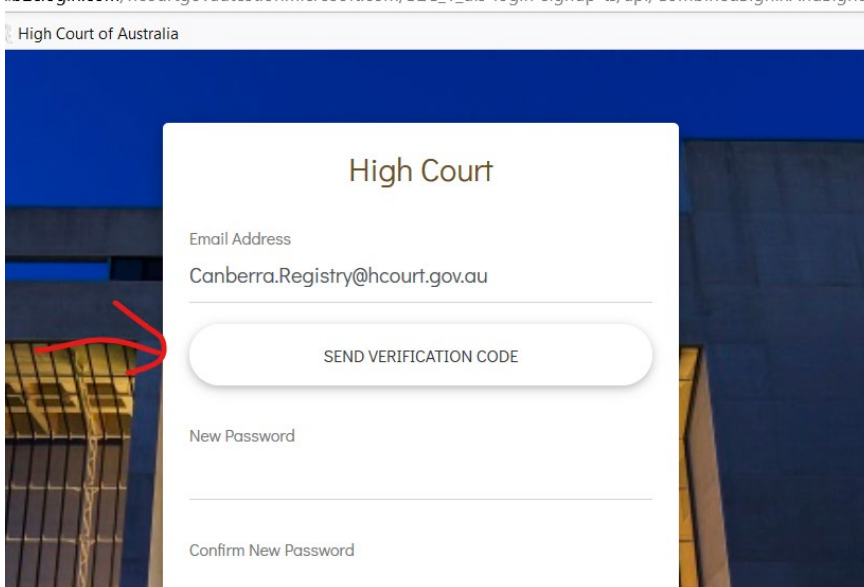 High Court of Australia
High Court
Email Address
Canberra.Registry@hcourt.gov.au
SEND VERIFICATION CODE
New Password
Confirm New Password